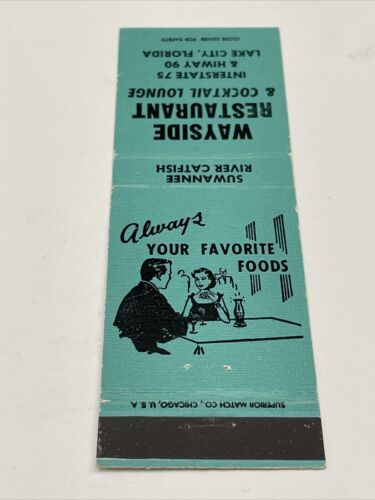 CLOSE COVER FOR SAFETY
WAYSIDE
RESTAURANT
& COCKTAIL LOUNGE
INTERSTATE 75
& HIWAY 90
LAKE CITY, FLORIDA
SUWANNEE
RIVER CATFISH
Always
YOUR FAVORITE
FOODS
SUPERIOR MATCH CO., CHICAGO, U.S.A.